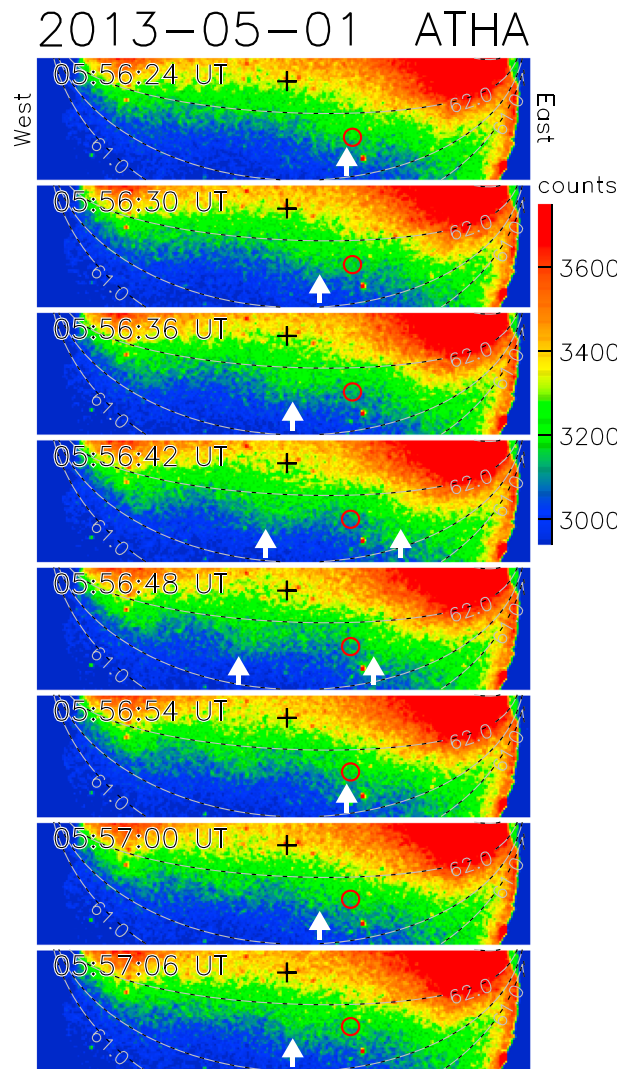 2013-05-01 ATHA
West
East
05:56:24 UT
62.0
61.0
counts
3600
3400
3200
3000
05:56:30 UT
62.0
61.0
05:56:36 UT
62.0
61.0
05:56:42 UT
62.0
61.0
05:56:48 UT
62.0
61.0
05:56:54 UT
62.0
61.0
05:57:00 UT
62.0
61.0
05:57:06 UT
62.0
61.0